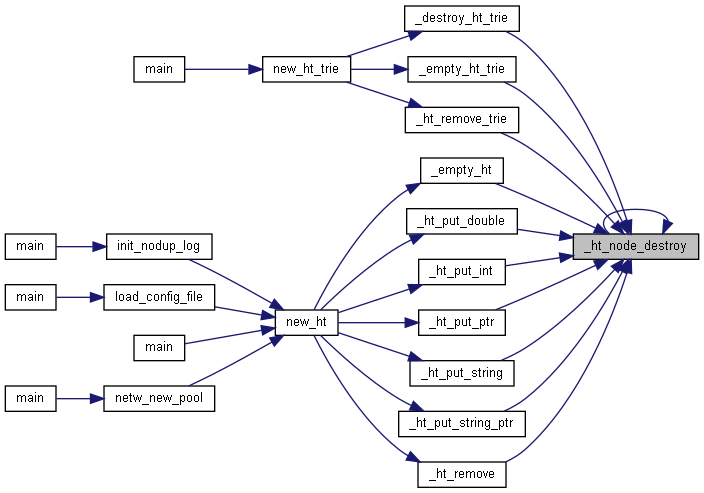 _destroy_ht_trie
main
new_ht_trie
_empty_ht_trie
_ht_remove_trie
_empty_ht
_ht_put_double
main
init_nodup_log
_ht_node_destroy
_ht_put_int
main
load_config_file
new_ht
_ht_put_ptr
main
_ht_put_string
main
netw_new_pool
_ht_put_string_ptr
_ht_remove